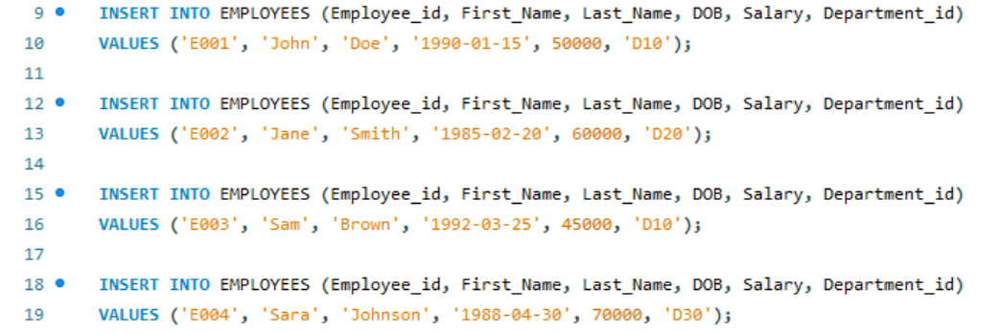 9 INSERT INTO EMPLOYEES (Employee_id, First_Name, Last_Name, DOB, Salary, Department_id)
10 VALUES ('E001', 'John', 'Doe', '1990-01-15', 50000, 'D10');
11
12 INSERT INTO EMPLOYEES (Employee_id, First_Name, Last_Name, DOB, Salary, Department_id)
13 VALUES ('E002', 'Jane', 'Smith', '1985-02-20', 60000, 'D20');
14
15 INSERT INTO EMPLOYEES (Employee_id, First_Name, Last_Name, DOB, Salary, Department_id)
16 VALUES ('E003', 'Sam', 'Brown', '1992-03-25', 45000, 'D10');
17
18 INSERT INTO EMPLOYEES (Employee_id, First_Name, Last_Name, DOB, Salary, Department_id)
19 VALUES ('E004', 'Sara', 'Johnson', '1988-04-30', 70000, 'D30');